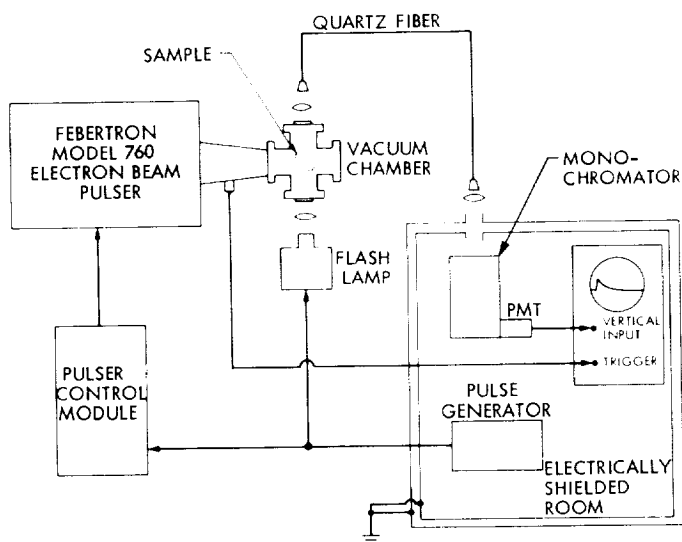 QUARTZ FIBER
SAMPLE
FEBERTRON
MODEL 760
ELECTRON BEAM
PULSER
VACUUM
CHAMBER
MONO-
CHROMATOR
FLASH
LAMP
PMT
VERTICAL
INPUT
TRIGGER
PULSER
CONTROL
MODULE
PULSE
GENERATOR
ELECTRICALLY
SHIELDED
ROOM